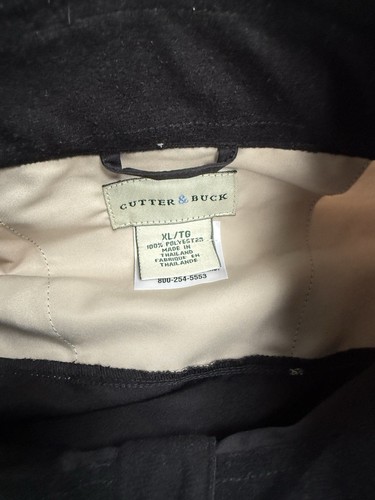 CUTTER & BUCK
XL/TG
100% POLYESTER
MADE IN
THAILAND
FABRIQUE EN
THAILANDE
800-254-5553